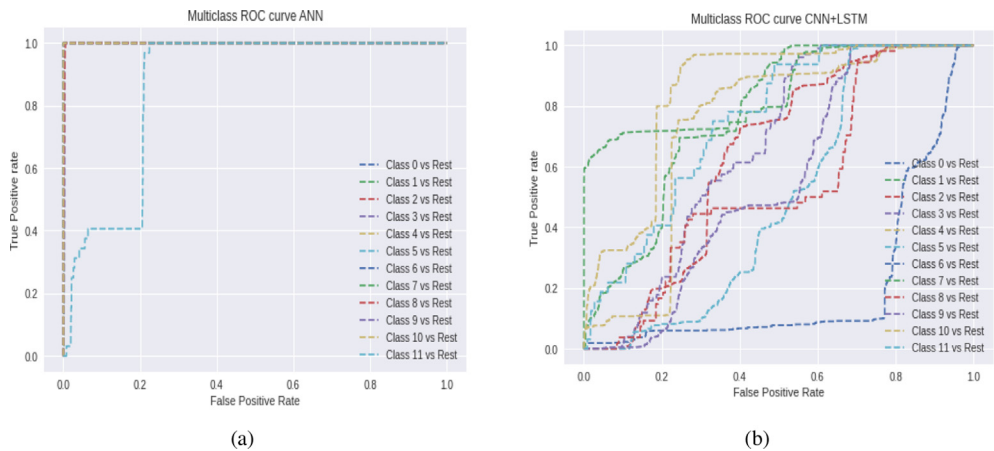 Multiclass ROC curve ANN
True Positive rate
1.0
0.8
0.6
0.4
0.2
0.0
Class 0 vs Rest
Class 1 vs Rest
Class 2 vs Rest
Class 3 vs Rest
Class 4 vs Rest
Class 5 vs Rest
Class 6 vs Rest
Class 7 vs Rest
Class 8 vs Rest
Class 9 vs Rest
Class 10 vs Rest
Class 11 vs Rest
0.0 0.2 0.4 0.6 0.8 1.0
False Positive Rate
(a)
Multiclass ROC curve CNN+LSTM
True Positive rate
1.0
0.8
0.6
0.4
0.2
0.0
Class 0 vs Rest
Class 1 vs Rest
Class 2 vs Rest
Class 3 vs Rest
Class 4 vs Rest
Class 5 vs Rest
Class 6 vs Rest
Class 7 vs Rest
Class 8 vs Rest
Class 9 vs Rest
Class 10 vs Rest
Class 11 vs Rest
0.0 0.2 0.4 0.6 0.8 1.0
False Positive Rate
(b)